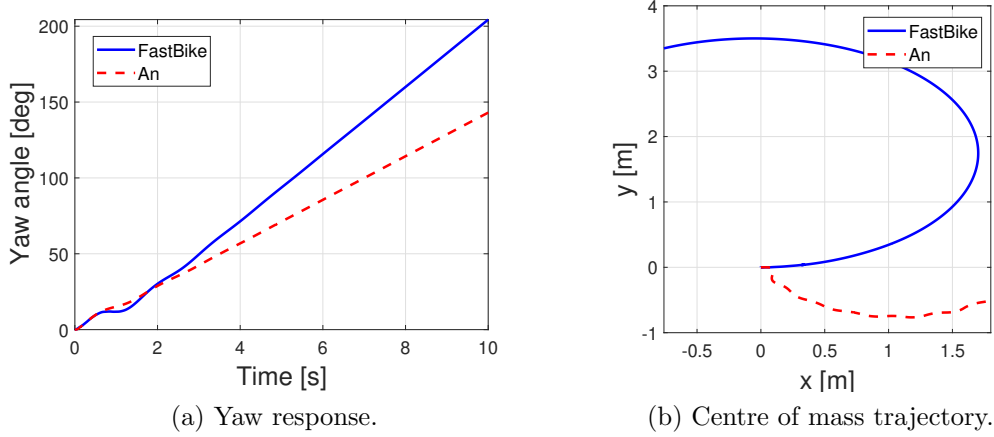 200
150
100
50
0
Yaw angle [deg]
FastBike
An
0
2
4
6
8
10
Time [s]
(a) Yaw response.
4
3
2
1
0
-1
y [m]
FastBike
An
-0.5
0
0.5
1
1.5
x [m]
(b) Centre of mass trajectory.